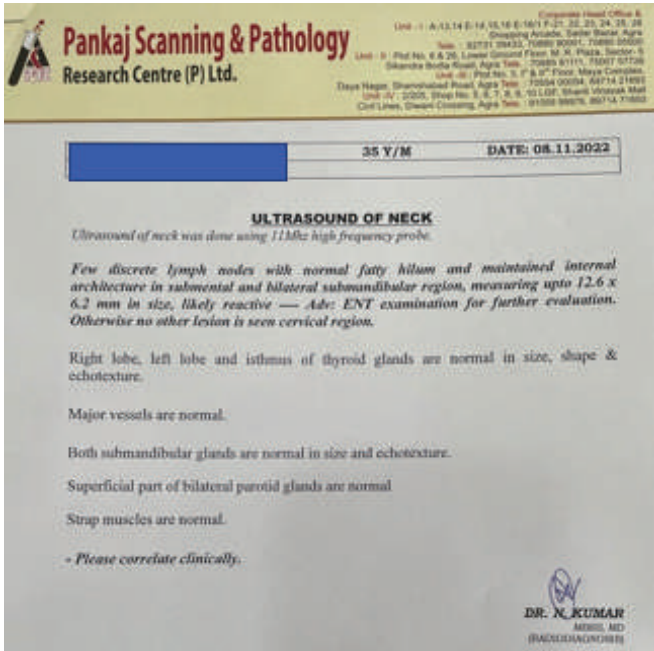 Pankaj Scanning & Pathology
Research Centre (P) Ltd.
Corporate Head Office &
Shopping Arcade, Sadar Bazar, Agra
35 Y/M DATE: 08.11.2022
ULTRASOUND OF NECK
Ultrasound of neck was done using 11Mhz high frequency probe.
Few discrete lymph nodes with normal fatty hilum and maintained internal
architecture in submental and bilateral submandibular region, measuring upto 12.6 x
6.2 mm in size, likely reactive ---- Adv: ENT examination for further evaluation.
Otherwise no other lesion is seen cervical region.
Right lobe, left lobe and isthmus of thyroid glands are normal in size, shape &
echotexture.
Major vessels are normal.
Both submandibular glands are normal in size and echotexture.
Superficial part of bilateral parotid glands are normal
Strap muscles are normal.
- Please correlate clinically.
DR. N. KUMAR
MBBS, MD
(RADIODIAGNOSIS)